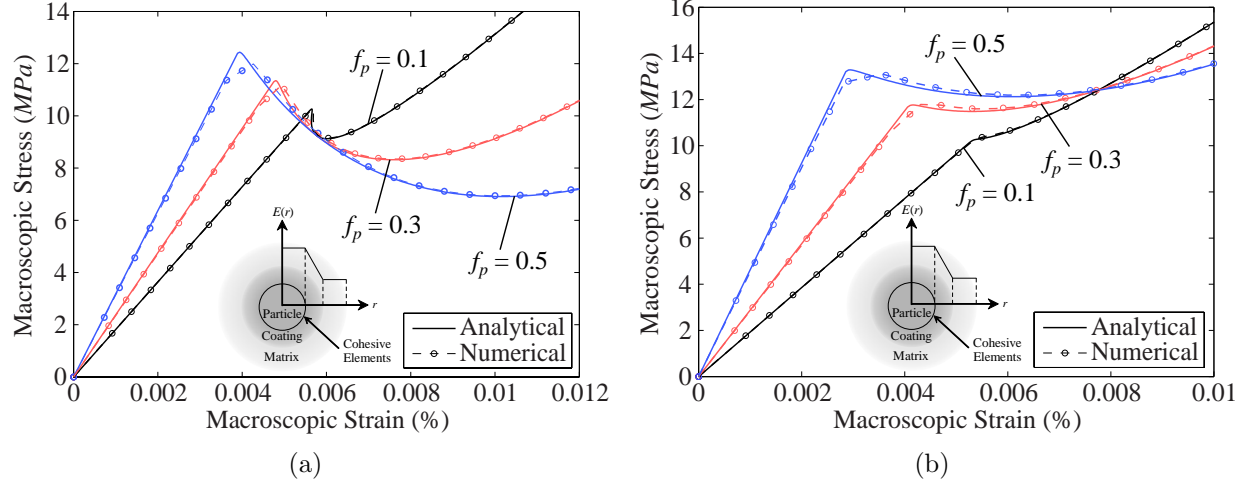 14
12
10
8
6
4
2
0
Macroscopic Stress (MPa)
f_p = 0.1
f_p = 0.3
f_p = 0.5
E(r)
r
Particle
Coating
Matrix
Cohesive
Elements
Analytical
Numerical
0
0.002
0.004
0.006
0.008
0.01
0.012
Macroscopic Strain (%)
(a)
16
14
12
10
8
6
4
2
0
Macroscopic Stress (MPa)
f_p = 0.5
f_p = 0.3
f_p = 0.1
E(r)
r
Particle
Coating
Matrix
Cohesive
Elements
Analytical
Numerical
0
0.002
0.004
0.006
0.008
0.01
Macroscopic Strain (%)
(b)